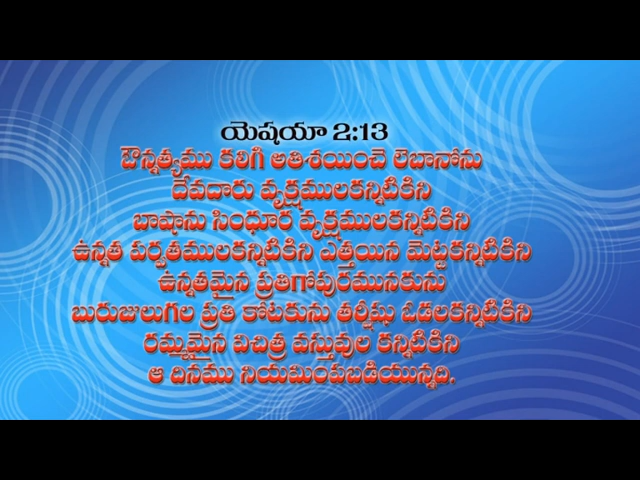 యెషయా 2:13
ఔన్నత్యము కలిగి అతిశయించె లెబానోను
దేవదారు వృక్షములకన్నిటికిని
బాషాను సింధూర వృక్షములకన్నిటికిని
ఉన్నత పర్వతములకన్నిటికిని ఎత్తయిన మెట్టకన్నిటికిని
ఉన్నతమైన ప్రతిగోపురమునకును
బురుజులుగల ప్రతి కోటకును తర్షీషు ఓడలకన్నిటికిని
రమ్యమైన విచిత్ర వస్తువుల కన్నిటికిని
ఆ దినము నియమింపబడియున్నది.